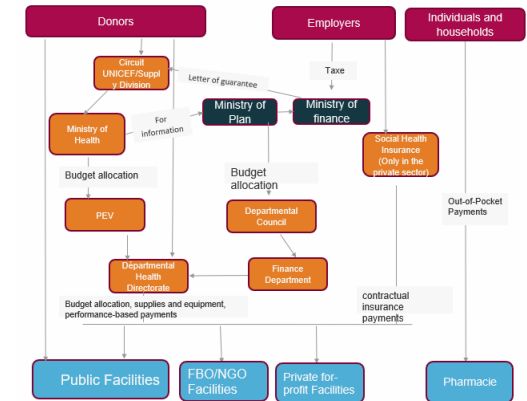 Donors
Employers
Individuals and
households
Circuit
UNICEF/Suppl
y Division
Letter of guarantee
Taxe
Ministry of
Health
For
information
Ministry of
Plan
Ministry of
finance
Social Health
Insurance
(Only in the
private sector)
Budget allocation
Budget
allocation
Out-of-Pocket
Payments
PEV
Departmental
Council
Departmental
Health
Directorate
Finance
Department
Budget allocation, supplies and equipment,
performance-based payments
contractual
insurance
payments
Public Facilities
FBO/NGO
Facilities
Private for-
profit Facilities
Pharmacie